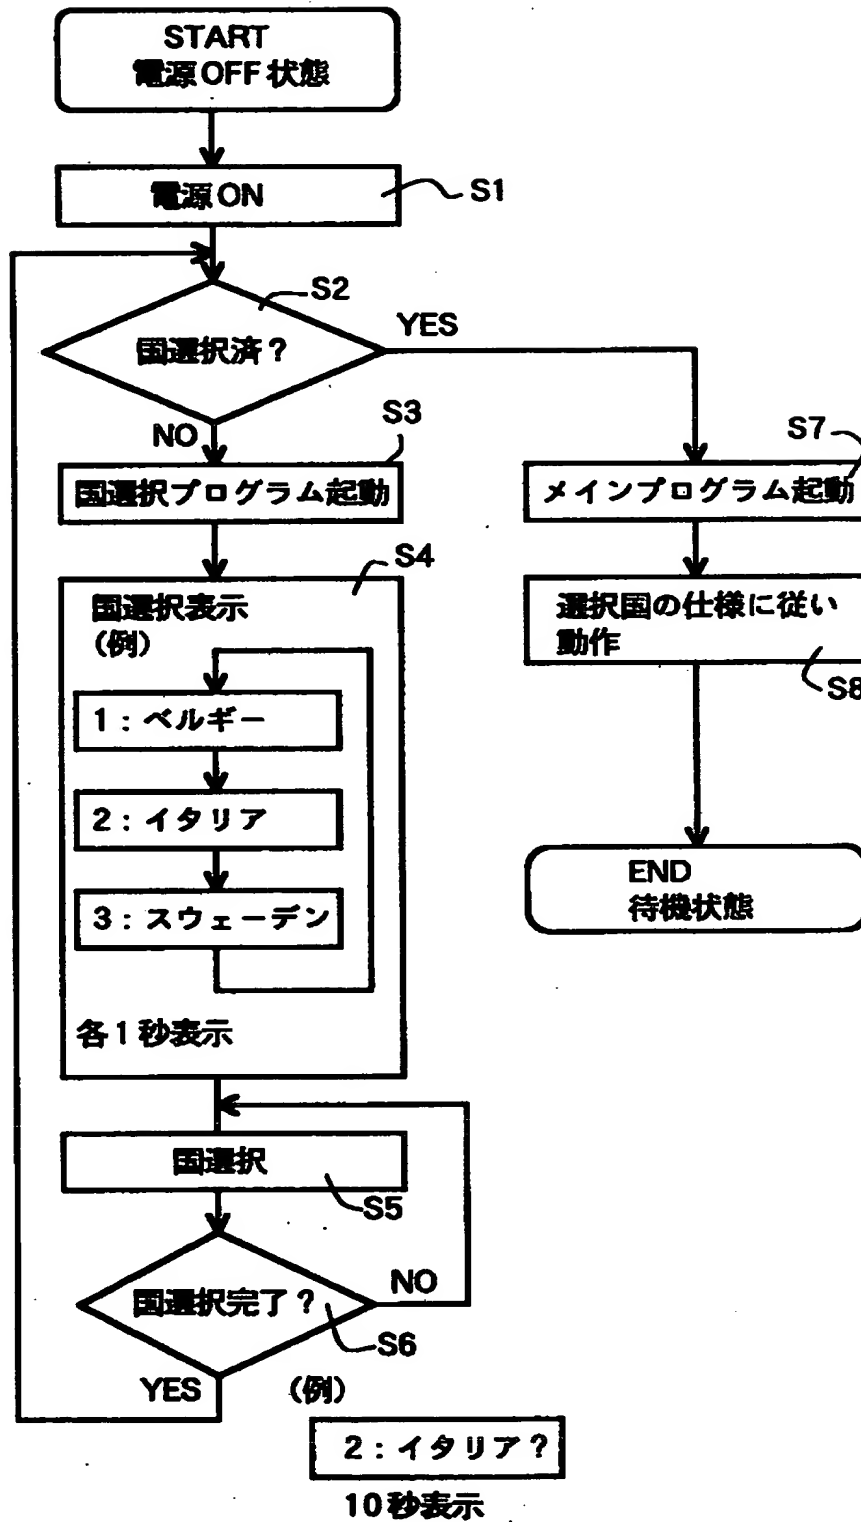 START
電源OFF状態
電源ON
S1
S2
国選択済？
YES
NO
S3
国選択プログラム起動
S4
国選択表示
（例）
1：ベルギー
2：イタリア
3：スウェーデン
各1秒表示
国選択
S5
国選択完了？
NO
S6
YES
（例）
2：イタリア？
10秒表示
S7
メインプログラム起動
選択国の仕様に従い
動作
S8
END
待機状態